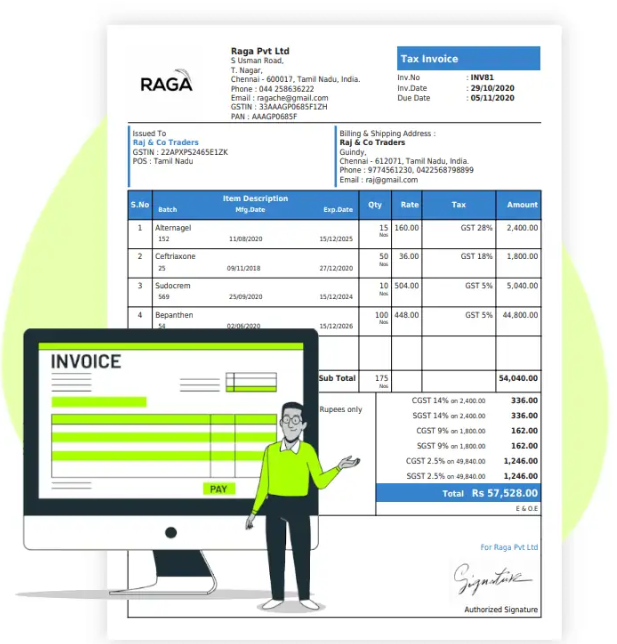 RAGA
Raga Pvt Ltd
S Usman Road,
T. Nagar,
Chennai - 600017, Tamil Nadu, India.
Phone : 044 258636222
Email : ragache@gmail.com
GSTIN : 33AAAGP0685F1ZH
PAN : AAAGP0685F
Tax Invoice
Inv.No : INV81
Inv.Date : 29/10/2020
Due Date : 05/11/2020
Issued To
Raj & Co Traders
GSTIN : 22APXPS2465E1ZK
POS : Tamil Nadu
Billing & Shipping Address :
Raj & Co Traders
Guindy,
Chennai - 612071, Tamil Nadu, India.
Phone : 9774561230, 0422568798899
Email : raj@gmail.com
S.No Item Description Qty Rate Tax Amount
Batch Mfg.Date Exp.Date
1 Alternagel 15 160.00 GST 28% 2,400.00
Nos
152 11/08/2020 15/12/2025
2 Ceftriaxone 50 36.00 GST 18% 1,800.00
Nos
25 09/11/2018 27/12/2020
3 Sudocrem 10 504.00 GST 5% 5,040.00
Nos
569 25/09/2020 15/12/2024
4 Bepanthen 100 448.00 GST 5% 44,800.00
Nos
54 02/06/2020 15/12/2026
Sub Total 175 54,040.00
Nos
Rupees only
CGST 14% on 2,400.00 336.00
SGST 14% on 2,400.00 336.00
CGST 9% on 1,800.00 162.00
SGST 9% on 1,800.00 162.00
CGST 2.5% on 49,840.00 1,246.00
SGST 2.5% on 49,840.00 1,246.00
Total Rs 57,528.00
E & O.E
For Raga Pvt Ltd
Signature
Authorized Signature
INVOICE
PAY